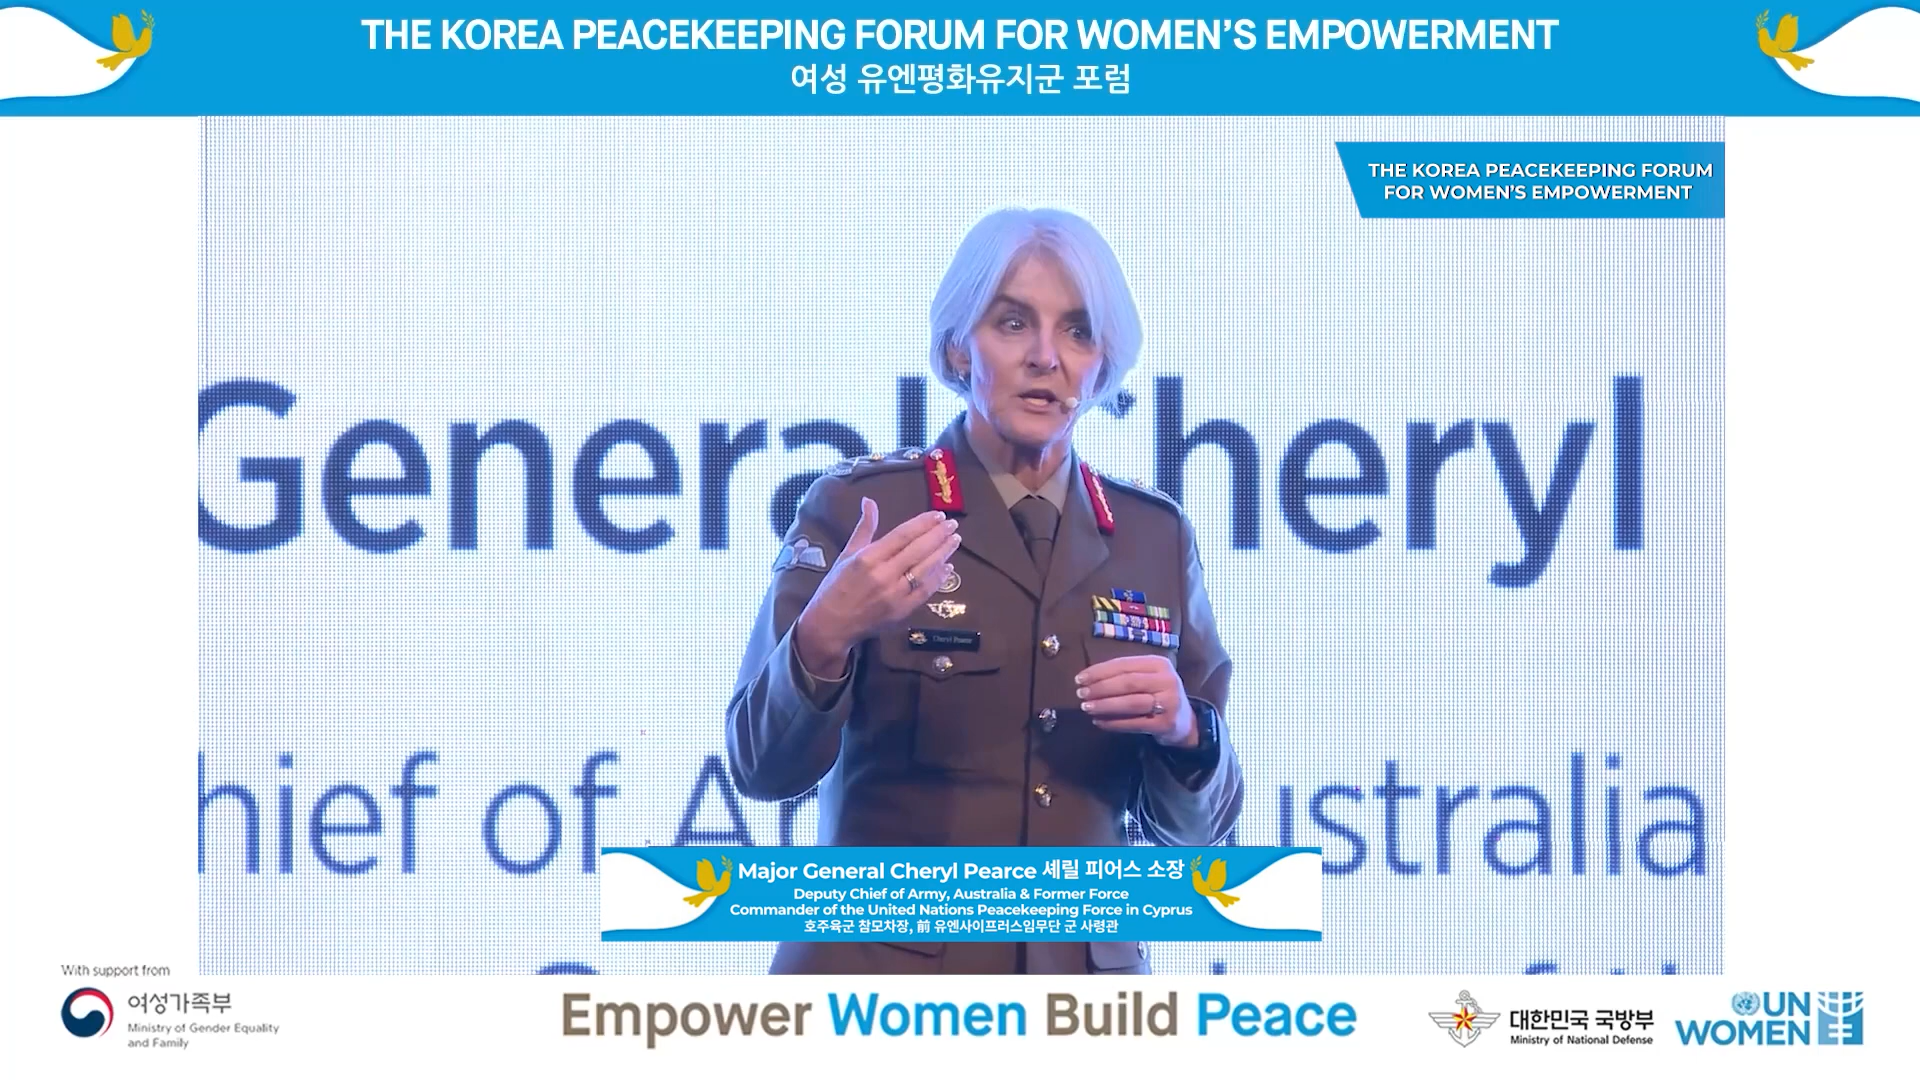 THE KOREA PEACEKEEPING FORUM FOR WOMEN'S EMPOWERMENT
여성 유엔평화유지군 포럼
THE KOREA PEACEKEEPING FORUM
FOR WOMEN'S EMPOWERMENT
General Cheryl
hief of A ustralia
Cheryl Pearce
Major General Cheryl Pearce 셰릴 피어스 소장
Deputy Chief of Army, Australia & Former Force
Commander of the United Nations Peacekeeping Force in Cyprus
호주육군 참모차장, 前 유엔사이프러스임무단 군 사령관
With support from
여성가족부
Ministry of Gender Equality
and Family
Empower Women Build Peace
대한민국 국방부
Ministry of National Defense
UN
WOMEN